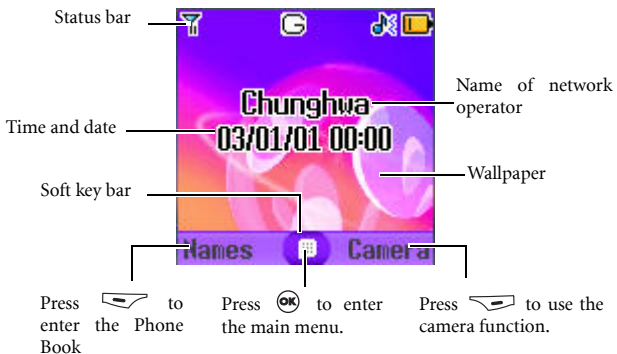 Status bar
G
Chunghwa
03/01/01 00:00
Name of network
operator
Time and date
Wallpaper
Soft key bar
Names
Camera
Press to
enter the Phone
Book
Press OK to enter
the main menu.
Press to use the
camera function.